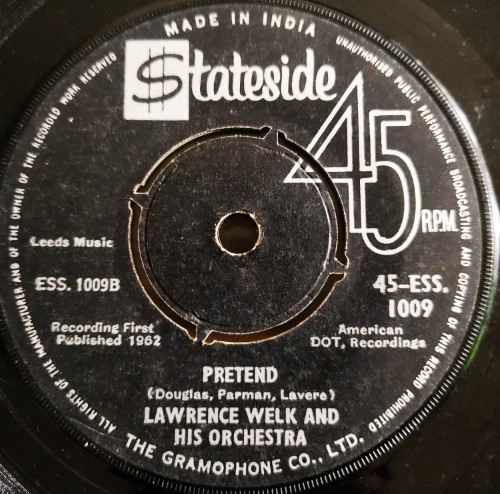 MADE IN INDIA
$tateside
45
R.P.M.
Leeds Music
ESS. 1009B
45-ESS.
1009
Recording First
Published 1962
American
DOT, Recordings
PRETEND
(Douglas, Parman, Lavere)
LAWRENCE WELK AND
HIS ORCHESTRA
THE GRAMOPHONE CO., LTD.
ALL RIGHTS OF THE MANUFACTURER AND OF THE OWNER OF THE RECORDED WORK RESERVED
UNAUTHORISED PUBLIC PERFORMANCE BROADCASTING AND COPYING OF THIS RECORD PROHIBITED